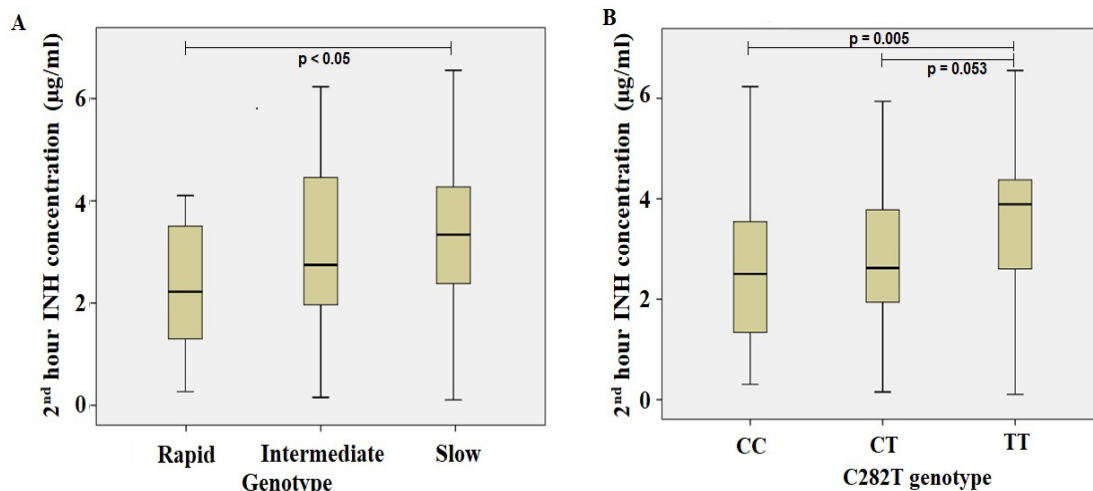 A
2nd hour INH concentration (µg/ml)
6
4
2
0
p < 0.05
Rapid Intermediate Slow
Genotype
B
2nd hour INH concentration (µg/ml)
6
4
2
0
p = 0.005
p = 0.053
CC CT TT
C282T genotype